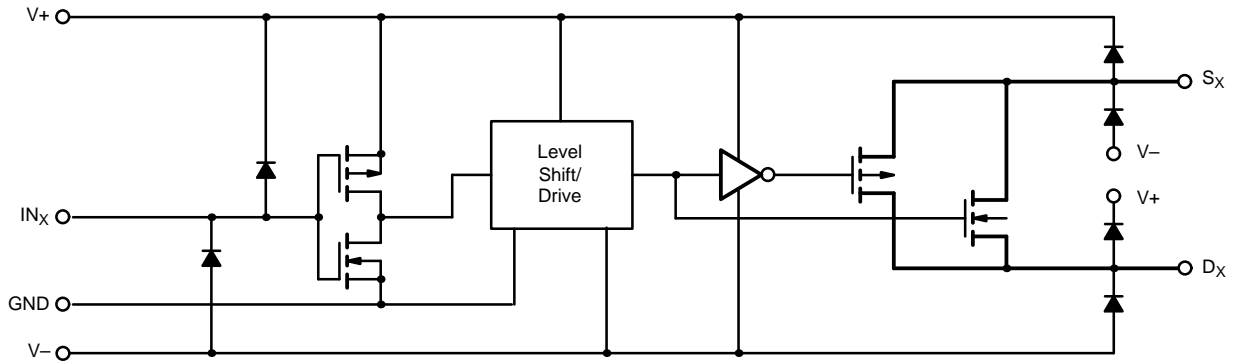 V+
Level
Shift/
Drive
SX
V–
V+
INX
DX
GND
V–